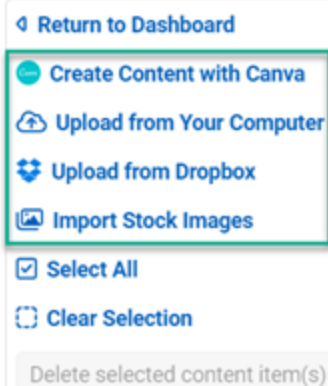 Return to Dashboard
Canva Create Content with Canva
Upload from Your Computer
Upload from Dropbox
Import Stock Images
Select All
Clear Selection
Delete selected content item(s)